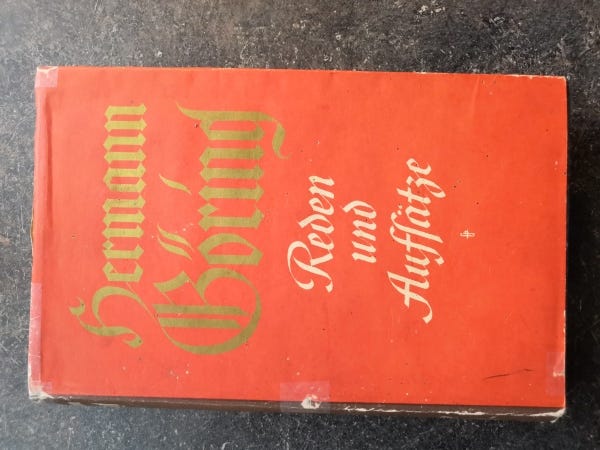 Hermann
Göring
Reden
und
Aufsätze